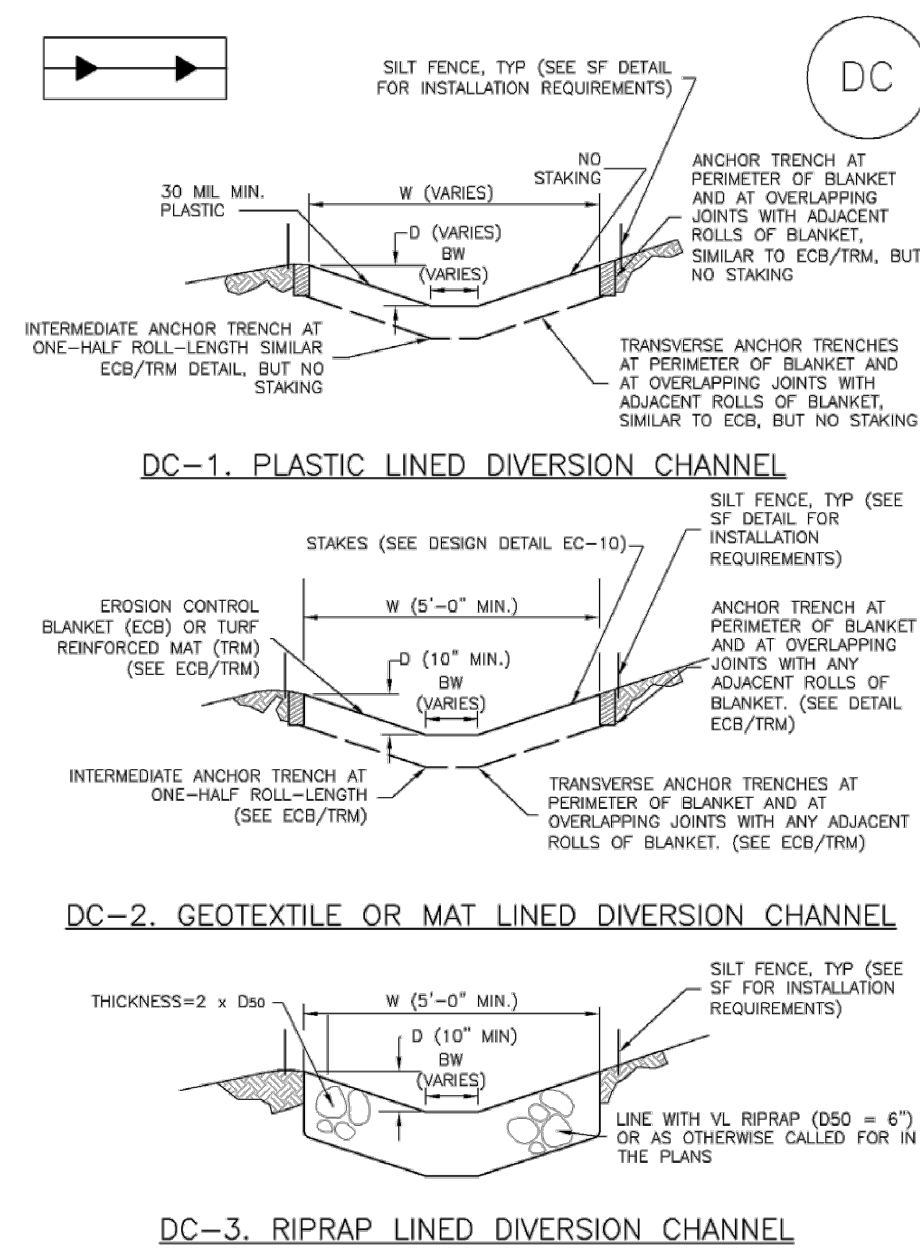 DC
SILT FENCE, TYP (SEE SF DETAIL
FOR INSTALLATION REQUIREMENTS)
NO
STAKING
ANCHOR TRENCH AT
PERIMETER OF BLANKET
AND AT OVERLAPPING
JOINTS WITH ADJACENT
ROLLS OF BLANKET,
SIMILAR TO ECB/TRM, BUT
NO STAKING
30 MIL MIN.
PLASTIC
W (VARIES)
D (VARIES)
BW
(VARIES)
INTERMEDIATE ANCHOR TRENCH AT
ONE-HALF ROLL-LENGTH SIMILAR
ECB/TRM DETAIL, BUT NO
STAKING
TRANSVERSE ANCHOR TRENCHES
AT PERIMETER OF BLANKET AND
AT OVERLAPPING JOINTS WITH
ADJACENT ROLLS OF BLANKET,
SIMILAR TO ECB, BUT NO STAKING
DC-1. PLASTIC LINED DIVERSION CHANNEL
SILT FENCE, TYP (SEE
SF DETAIL FOR
INSTALLATION
REQUIREMENTS)
STAKES (SEE DESIGN DETAIL EC-10)
EROSION CONTROL
BLANKET (ECB) OR TURF
REINFORCED MAT (TRM)
(SEE ECB/TRM)
W (5'-0" MIN.)
D (10" MIN.)
BW
(VARIES)
ANCHOR TRENCH AT
PERIMETER OF BLANKET
AND AT OVERLAPPING
JOINTS WITH ANY
ADJACENT ROLLS OF
BLANKET. (SEE DETAIL
ECB/TRM)
INTERMEDIATE ANCHOR TRENCH AT
ONE-HALF ROLL-LENGTH
(SEE ECB/TRM)
TRANSVERSE ANCHOR TRENCHES AT
PERIMETER OF BLANKET AND AT
OVERLAPPING JOINTS WITH ANY ADJACENT
ROLLS OF BLANKET. (SEE ECB/TRM)
DC-2. GEOTEXTILE OR MAT LINED DIVERSION CHANNEL
THICKNESS=2 x D50
W (5'-0" MIN.)
D (10" MIN)
BW
(VARIES)
SILT FENCE, TYP (SEE
SF FOR INSTALLATION
REQUIREMENTS)
LINE WITH VL RIPRAP (D50 = 6")
OR AS OTHERWISE CALLED FOR IN
THE PLANS
DC-3. RIPRAP LINED DIVERSION CHANNEL